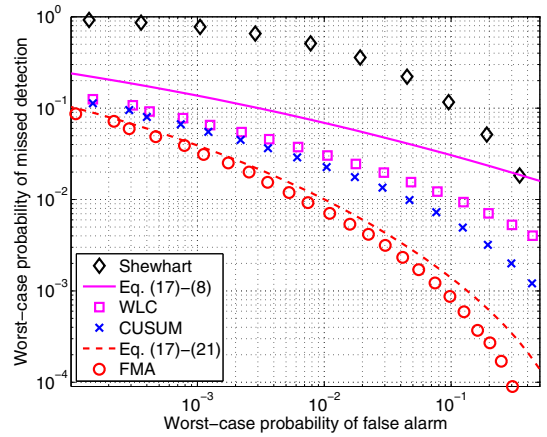 Worst−case probability of missed detection
10^0
10^−1
10^−2
10^−3
10^−4
Shewhart
Eq. (17)−(8)
WLC
CUSUM
Eq. (17)−(21)
FMA
10^−3
10^−2
10^−1
Worst−case probability of false alarm